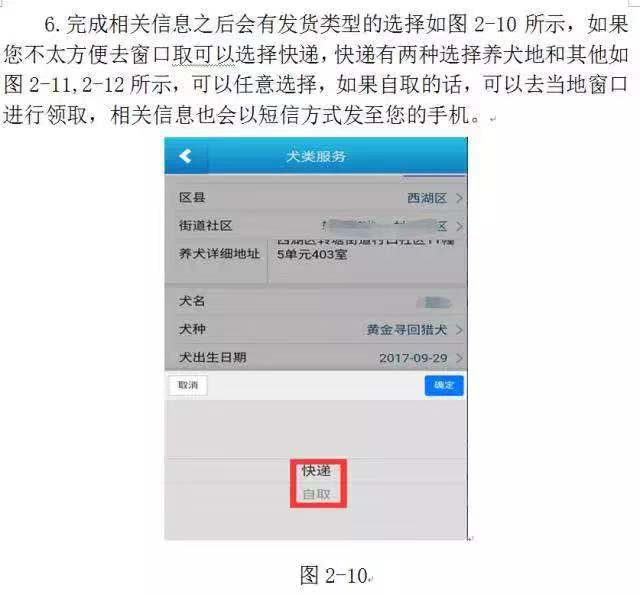 6.完成相关信息之后会有发货类型的选择如图2-10所示，如果
您不太方便去窗口取可以选择快递，快递有两种选择养犬地和其他如
图2-11,2-12所示，可以任意选择，如果自取的话，可以去当地窗口
进行领取，相关信息也会以短信方式发至您的手机。
犬类服务
区县 西湖区
街道社区 区
养犬详细地址
5单元403室
犬名
犬种 黄金寻回猎犬
犬出生日期 2017-09-29
取消 确定
快递
自取
图 2-10